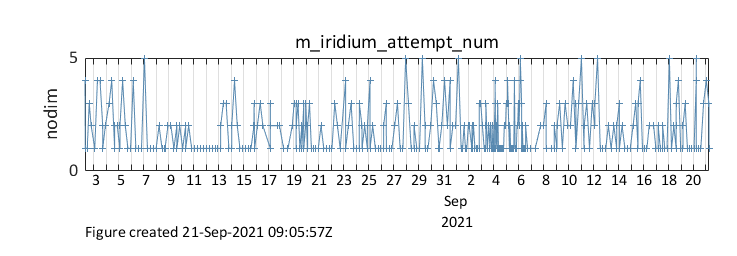 m_iridium_attempt_num
5
nodim
0
3 5 7 9 11 13 15 17 19 21 23 25 27 29 31 2 4 6 8 10 12 14 16 18 20
Sep
2021
Figure created 21-Sep-2021 09:05:57Z